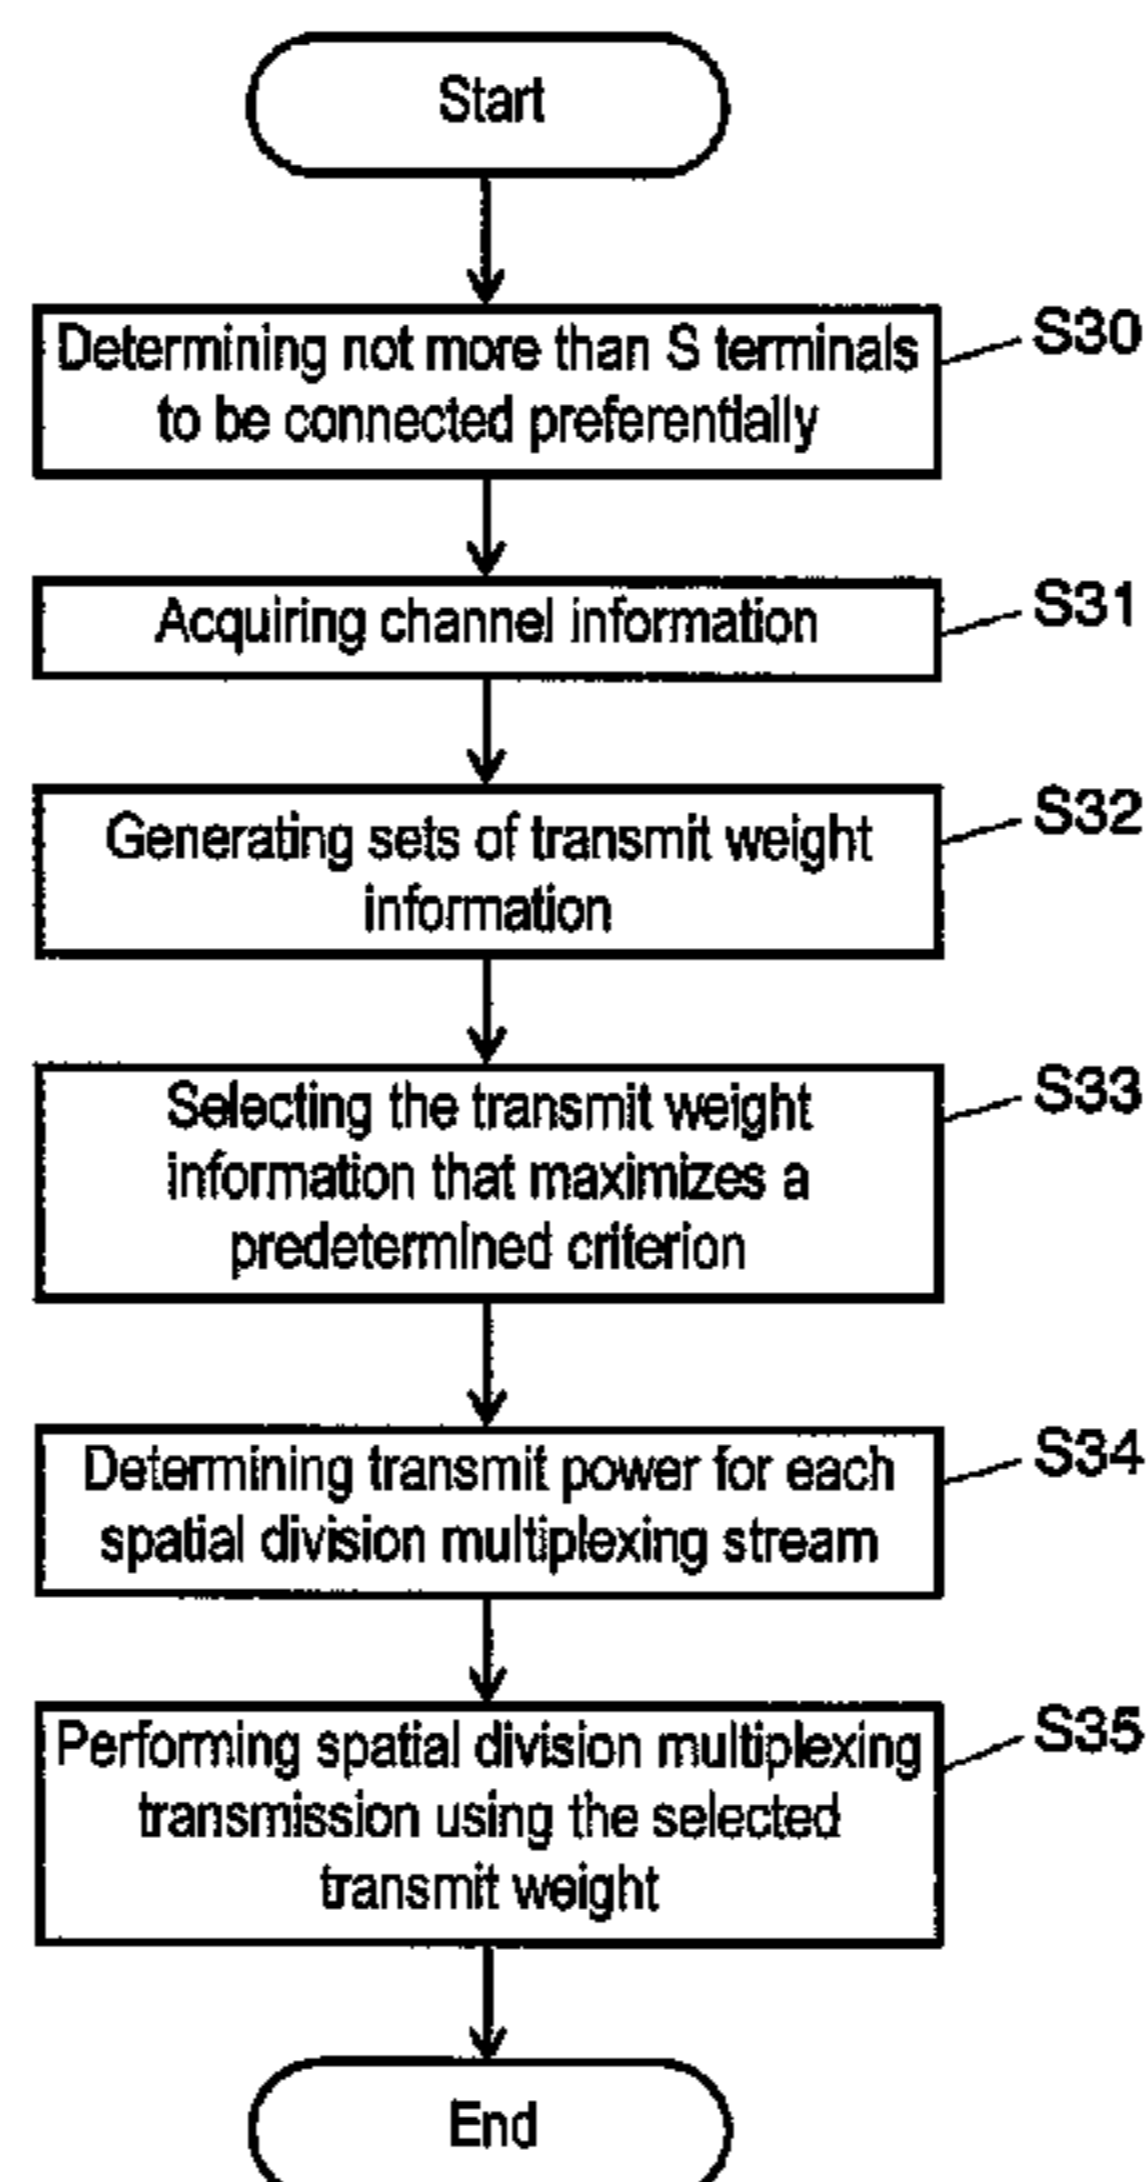 Start
Determining not more than S terminals
to be connected preferentially
S30
Acquiring channel information
S31
Generating sets of transmit weight
information
S32
Selecting the transmit weight
information that maximizes a
predetermined criterion
S33
Determining transmit power for each
spatial division multiplexing stream
S34
Performing spatial division multiplexing
transmission using the selected
transmit weight
S35
End